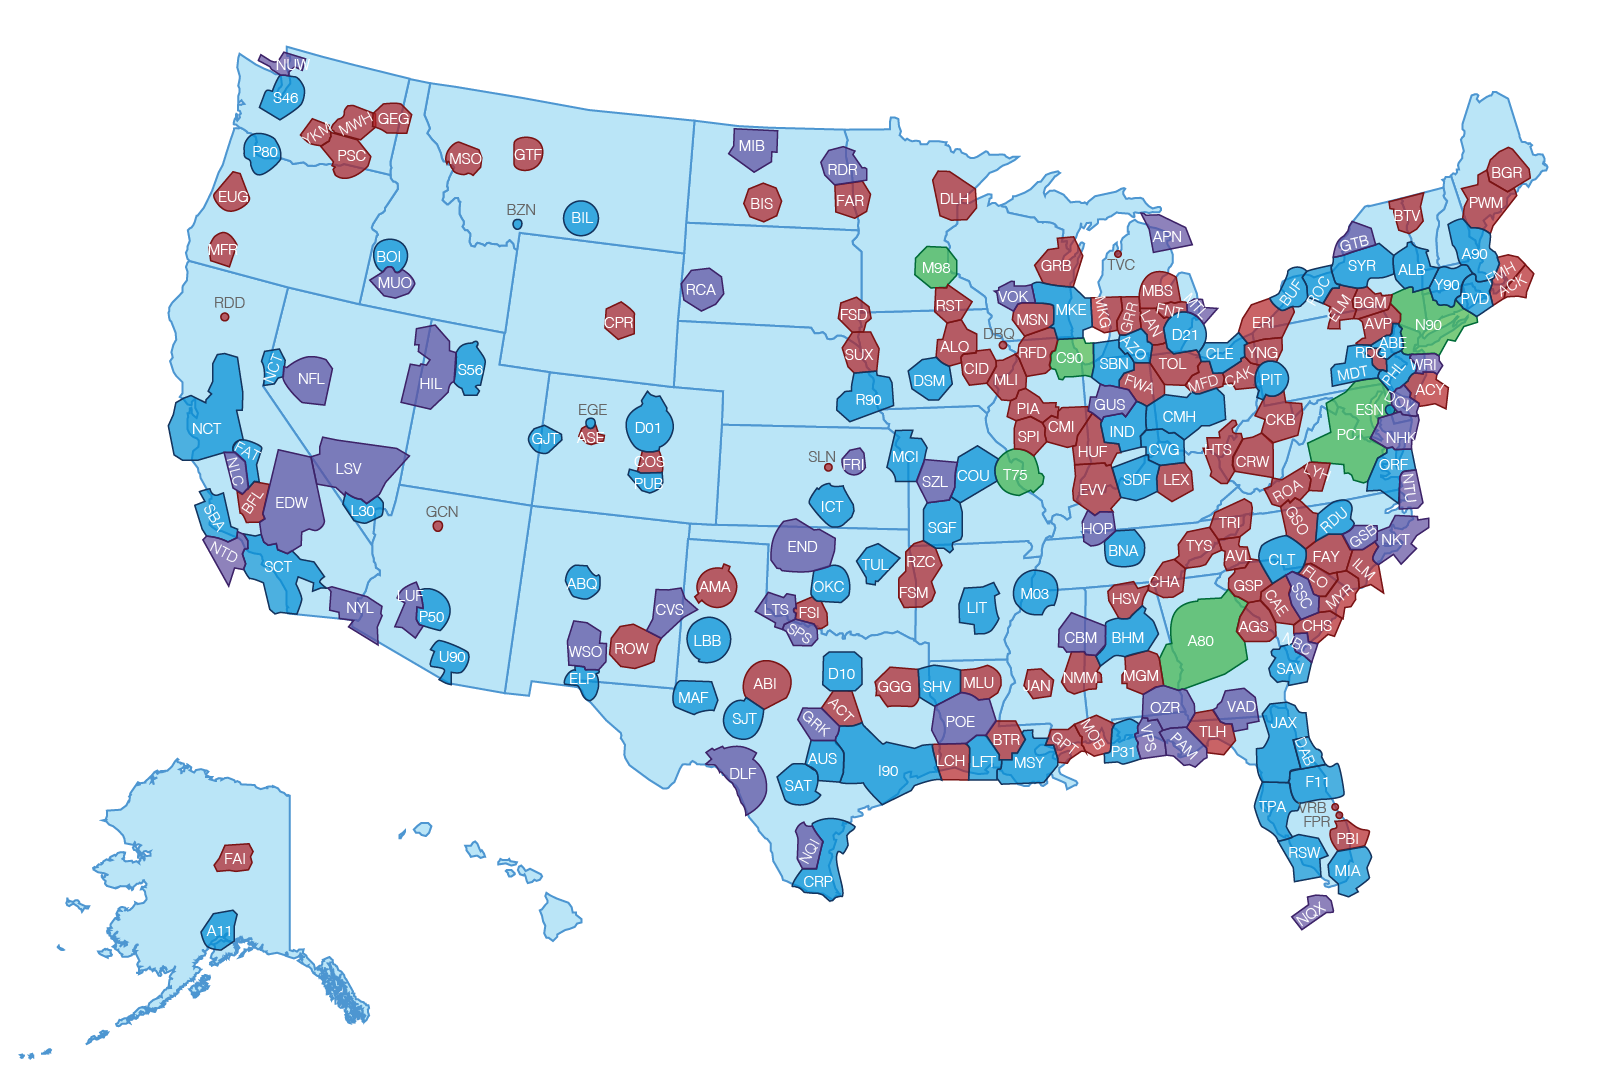 NUW
S46
YKM
MWH
GEG
PSC
P80
EUG
MFR
MSO
GTF
BZN
BIL
BOI
MUO
MIB
RDR
BIS
FAR
DLH
BGR
PWM
BTV
APN
GTB
A90
SYR
ALB
TVC
GRB
M98
RCA
VOK
RDD
CPR
FSD
RST
MSN
MKE
MKG
GRR
MBS
FNT
LAN
MTI
D21
BUF
ROC
ELM
BGM
Y90
PVD
FMH
ACK
N90
AVP
ERI
DBQ
SUX
ALO
RFD
C90
SBN
AZO
TOL
CLE
YNG
RDG
ABE
NCT
NFL
HIL
S56
DSM
CID
MLI
FWA
MFD
CAK
PIT
MDT
PHL
WRI
ACY
R90
PIA
CMI
GUS
CMH
ESN
DOV
NCT
FAT
EGE
ASE
D01
GJT
COS
PUB
SLN
FRI
MCI
SPI
IND
CKB
PCT
NHK
NLC
LSV
SZL
COU
T75
HUF
CVG
HTS
CRW
ORF
BFL
EDW
L30
GCN
ICT
EVV
SDF
LEX
LYH
ROA
NTU
SBA
NTD
SCT
SGF
HOP
BNA
TRI
GSO
RDU
GSB
NKT
END
TUL
RZC
TYS
AVL
CLT
FAY
ABQ
OKC
FSM
M03
CHA
GSP
FLO
ILM
NYL
LUF
P50
CVS
AMA
LTS
FSI
SPS
LIT
HSV
CAE
SSC
MYR
U90
WSO
ROW
LBB
CBM
BHM
A80
AGS
CHS
NBC
ELP
MAF
ABI
D10
GGG
SHV
MLU
JAN
NMM
MGM
SAV
SJT
GRK
ACT
POE
OZR
VAD
JAX
BTR
GPT
MOB
P31
VPS
PAM
TLH
DAB
DLF
AUS
SAT
I90
LCH
LFT
MSY
F11
TPA
VRB
FPR
PBI
NQI
CRP
RSW
MIA
NQX
FAI
A11